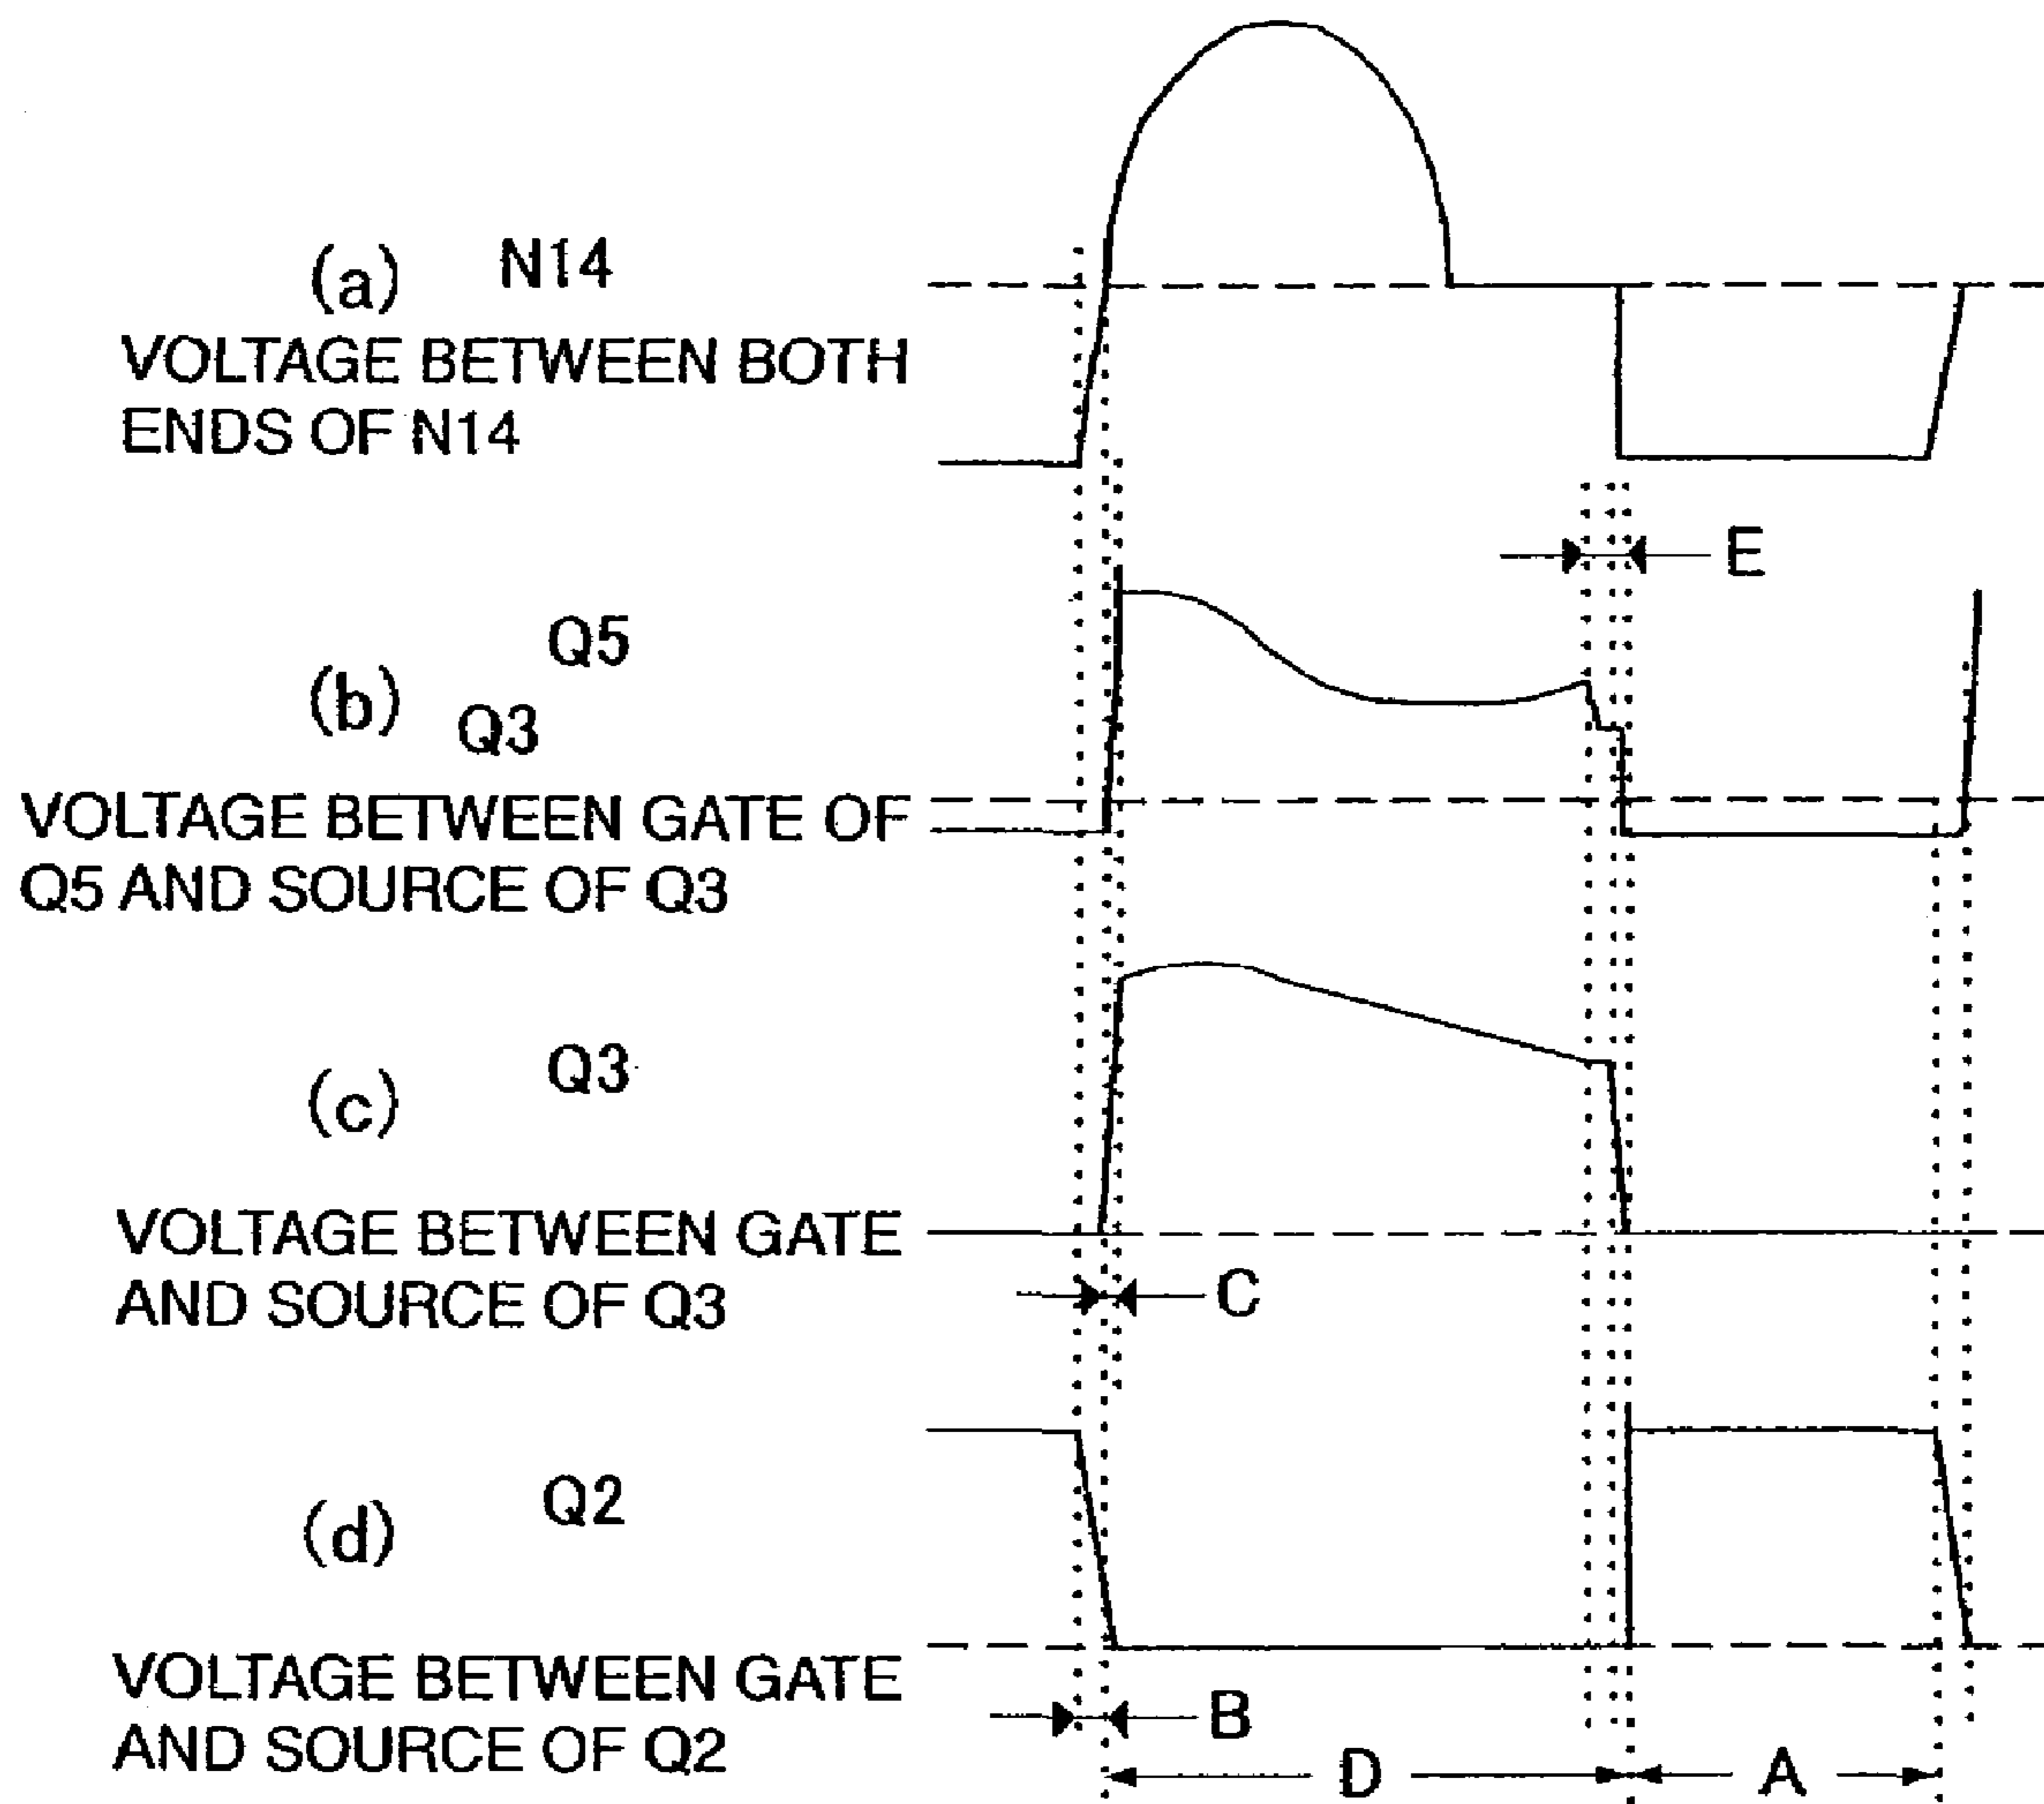 (a) N14
VOLTAGE BETWEEN BOTH
ENDS OF N14
E
(b) Q5
Q3
VOLTAGE BETWEEN GATE OF
Q5 AND SOURCE OF Q3
(c) Q3
VOLTAGE BETWEEN GATE
AND SOURCE OF Q3
C
(d) Q2
VOLTAGE BETWEEN GATE
AND SOURCE OF Q2
B
D
A